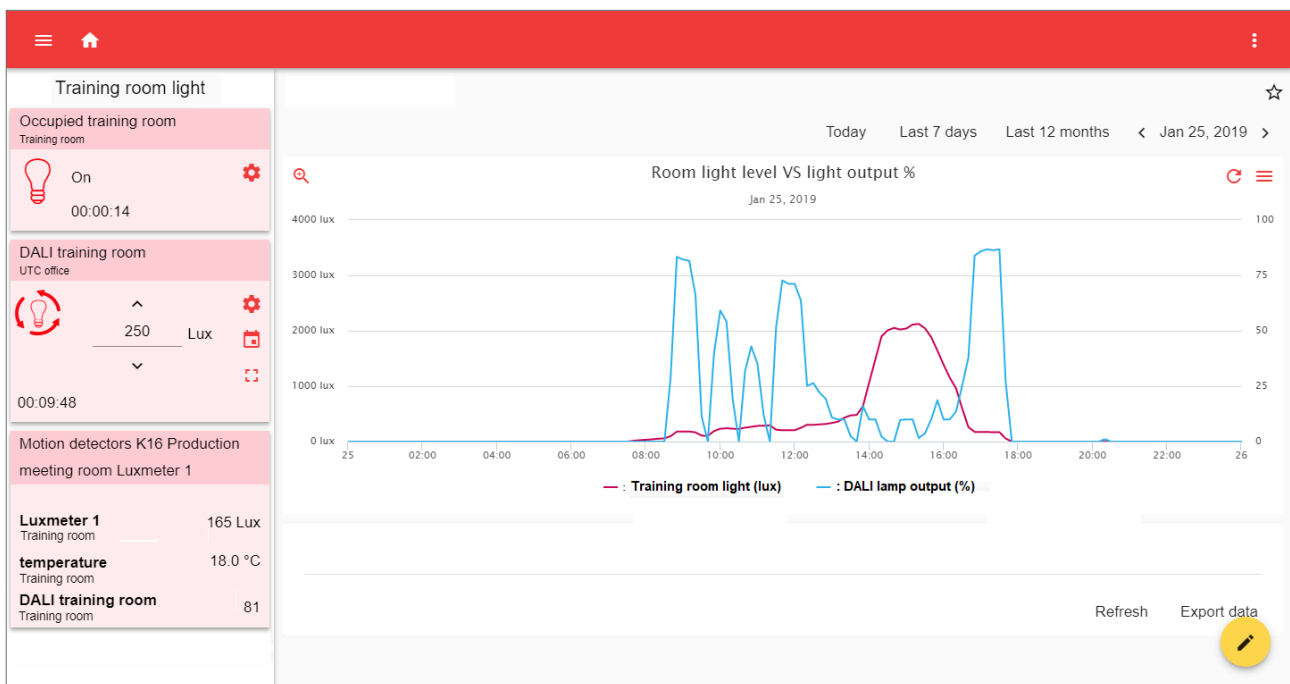 Training room light
Occupied training room
Training room
On
00:00:14
DALI training room
UTC office
250 Lux
00:09:48
Motion detectors K16 Production
meeting room Luxmeter 1
Luxmeter 1 165 Lux
Training room
temperature 18.0 °C
Training room
DALI training room 81
Training room
Today Last 7 days Last 12 months Jan 25, 2019
Room light level VS light output %
Jan 25, 2019
4000 lux 100
3000 lux 75
2000 lux 50
1000 lux 25
0 lux 0
25 02:00 04:00 06:00 08:00 10:00 12:00 14:00 16:00 18:00 20:00 22:00 26
: Training room light (lux) : DALI lamp output (%)
Refresh Export data